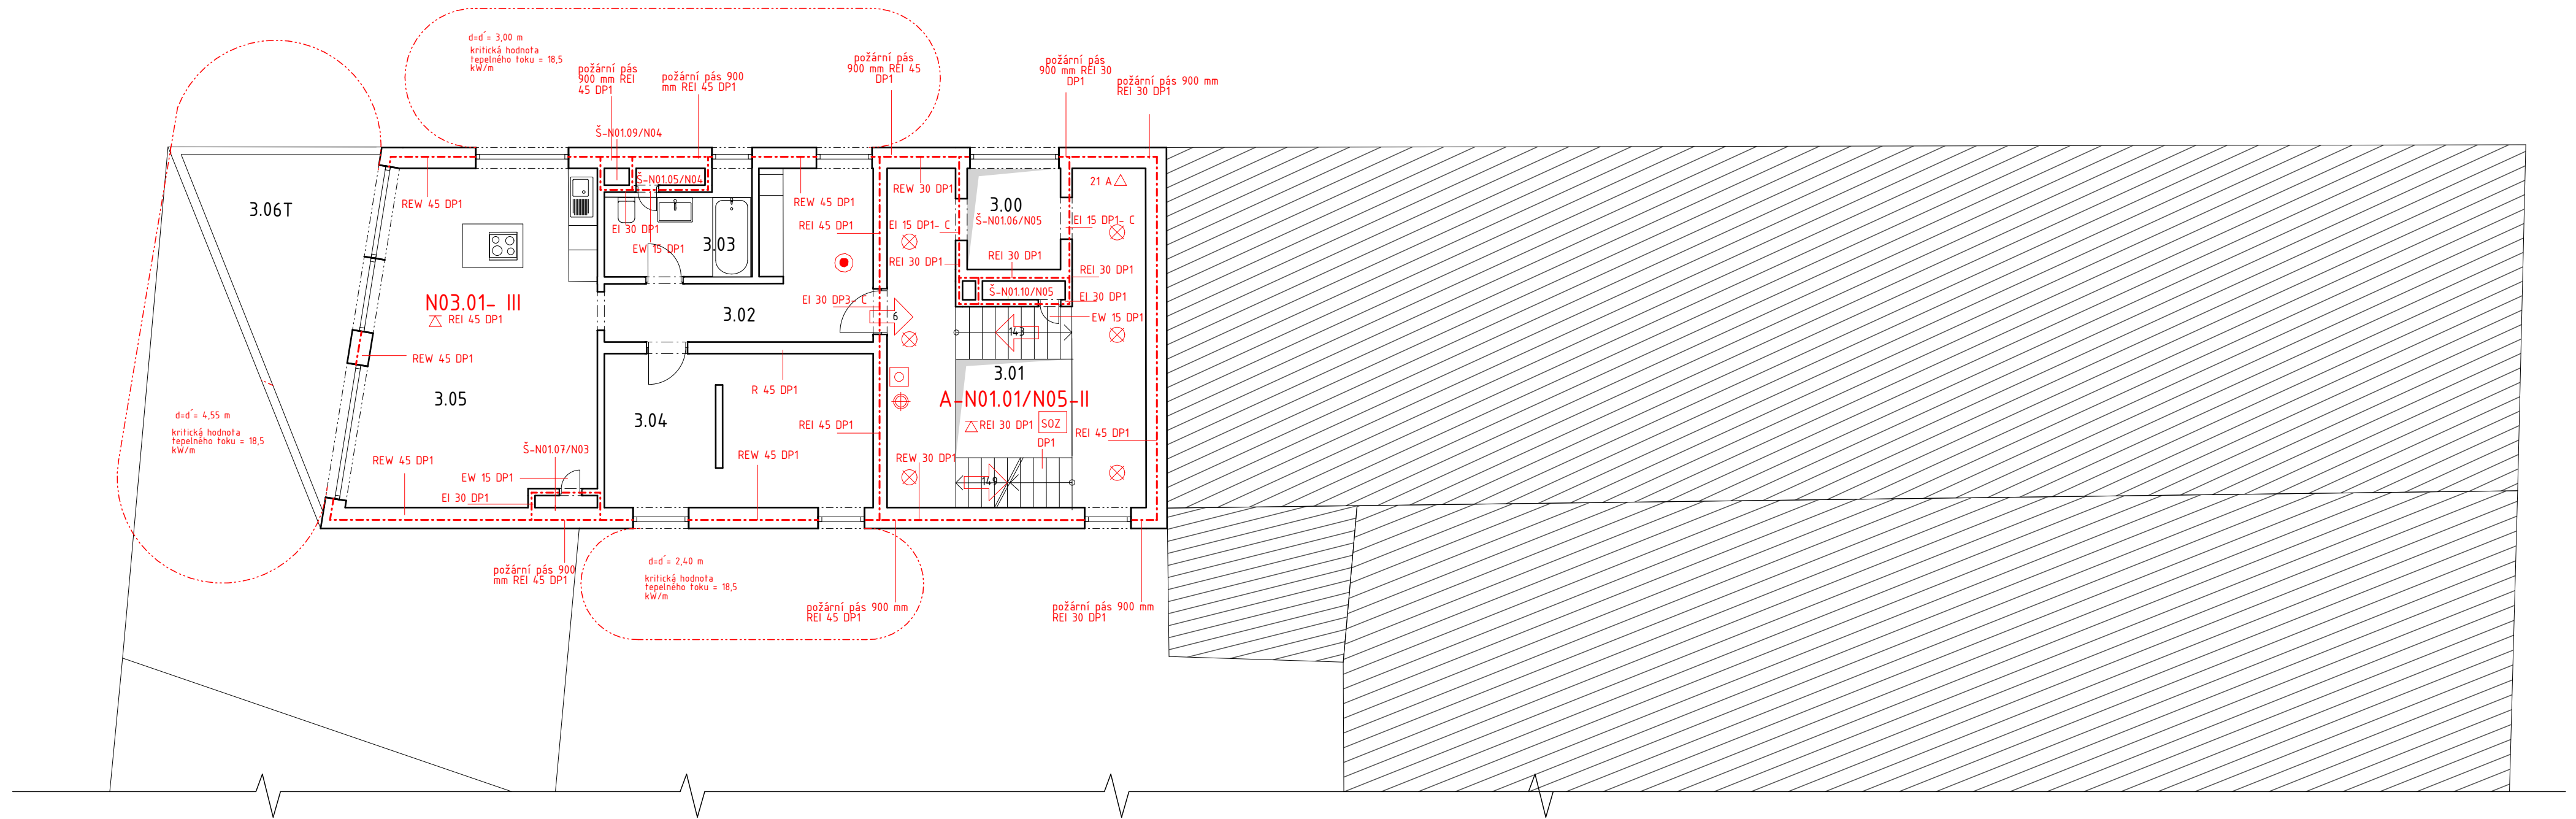 d=d´= 3,00 m
kritická hodnota
tepelného toku = 18,5
kW/m
požární pás
900 mm REI
45 DP1
požární pás 900
mm REI 45 DP1
požární pás
900 mm REI 45
DP1
požární pás
900 mm REI 30
DP1
požární pás 900 mm
REI 30 DP1
Š-N01.09/N04
Š-N01.05/N04
3.06T
REW 45 DP1
REW 45 DP1
REI 45 DP1
EI 30 DP1
EW 15 DP1
3.03
REW 30 DP1
3.00
Š-N01.06/N05
21 A
EI 15 DP1- C
EI 15 DP1- C
REI 30 DP1
REI 30 DP1
REI 30 DP1
Š-N01.10/N05
EI 30 DP1
EW 15 DP1
N03.01- III
REI 45 DP1
EI 30 DP3- C
6
3.02
143
REW 45 DP1
3.01
R 45 DP1
A-N01.01/N05-II
REI 30 DP1
SOZ
DP1
REI 45 DP1
3.05
3.04
REI 45 DP1
d=d´= 4,55 m
kritická hodnota
tepelného toku = 18,5
kW/m
REW 45 DP1
Š-N01.07/N03
EW 15 DP1
EI 30 DP1
REW 45 DP1
REW 30 DP1
149
požární pás 900
mm REI 45 DP1
d=d´= 2,40 m
kritická hodnota
tepelného toku = 18,5
kW/m
požární pás 900 mm
REI 45 DP1
požární pás 900 mm
REI 30 DP1